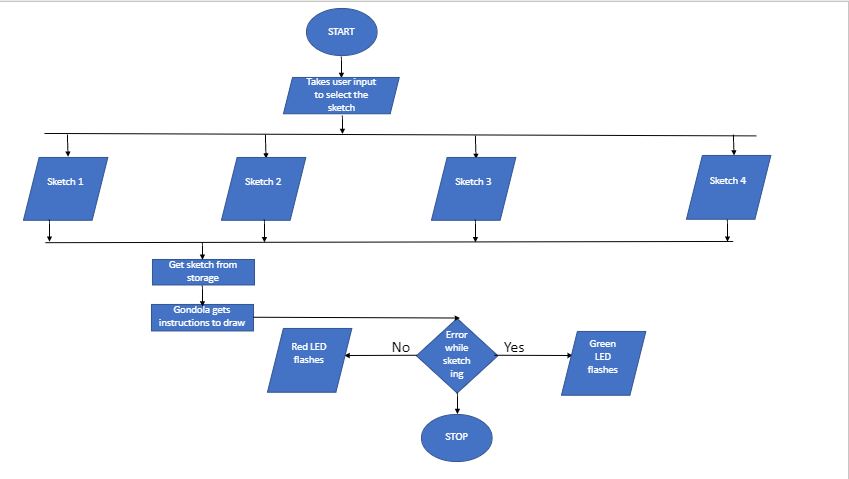 START
Takes user input
to select the
sketch
Sketch 1
Sketch 2
Sketch 3
Sketch 4
Get sketch from
storage
Gondola gets
instructions to draw
Error
while
sketch
ing
No
Yes
Red LED
flashes
Green
LED
flashes
STOP